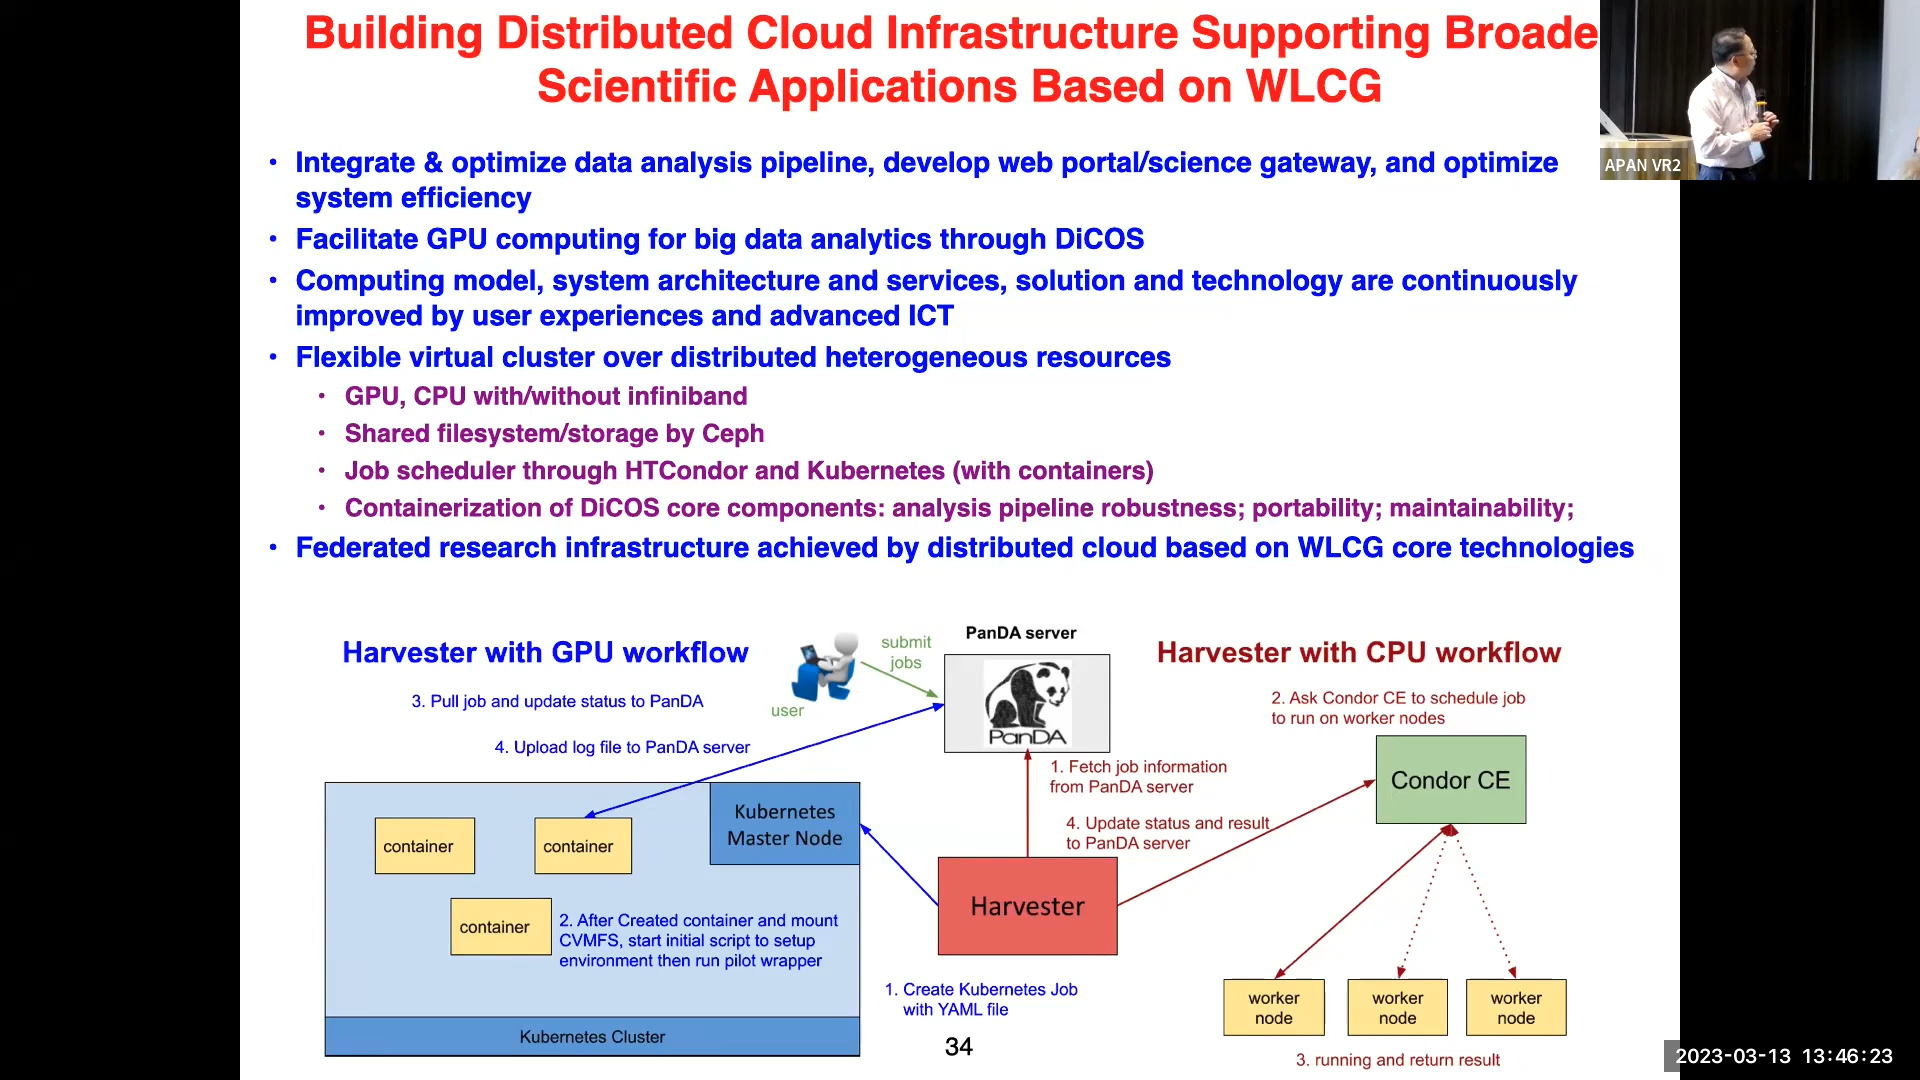 Building Distributed Cloud Infrastructure Supporting Broade
Scientific Applications Based on WLCG
APAN VR2
• Integrate & optimize data analysis pipeline, develop web portal/science gateway, and optimize
system efficiency
• Facilitate GPU computing for big data analytics through DiCOS
• Computing model, system architecture and services, solution and technology are continuously
improved by user experiences and advanced ICT
• Flexible virtual cluster over distributed heterogeneous resources
• GPU, CPU with/without infiniband
• Shared filesystem/storage by Ceph
• Job scheduler through HTCondor and Kubernetes (with containers)
• Containerization of DiCOS core components: analysis pipeline robustness; portability; maintainability;
• Federated research infrastructure achieved by distributed cloud based on WLCG core technologies
Harvester with GPU workflow
3. Pull job and update status to PanDA
4. Upload log file to PanDA server
user
submit
jobs
PanDA server
PanDA
Harvester with CPU workflow
2. Ask Condor CE to schedule job
to run on worker nodes
Condor CE
1. Fetch job information
from PanDA server
4. Update status and result
to PanDA server
Kubernetes
Master Node
container
container
container
2. After Created container and mount
CVMFS, start initial script to setup
environment then run pilot wrapper
Harvester
1. Create Kubernetes Job
with YAML file
Kubernetes Cluster
worker
node
worker
node
worker
node
3. running and return result
34
2023-03-13 13:46:23